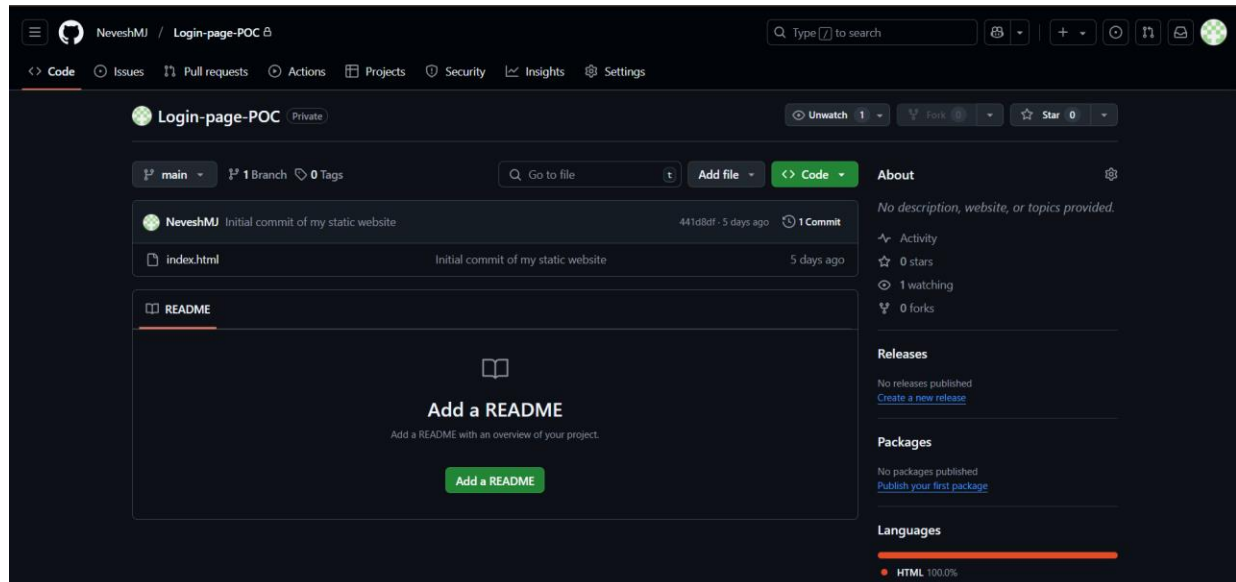 NeveshMJ / Login-page-POC
Type / to search
Code Issues Pull requests Actions Projects Security Insights Settings
Login-page-POC Private
Unwatch 1 Fork 0 Star 0
main 1 Branch 0 Tags
Go to file t Add file Code
NeveshMJ Initial commit of my static website 441d8df · 5 days ago 1 Commit
index.html Initial commit of my static website 5 days ago
README
Add a README
Add a README with an overview of your project.
Add a README
About
No description, website, or topics provided.
Activity
0 stars
1 watching
0 forks
Releases
No releases published
Create a new release
Packages
No packages published
Publish your first package
Languages
HTML 100.0%